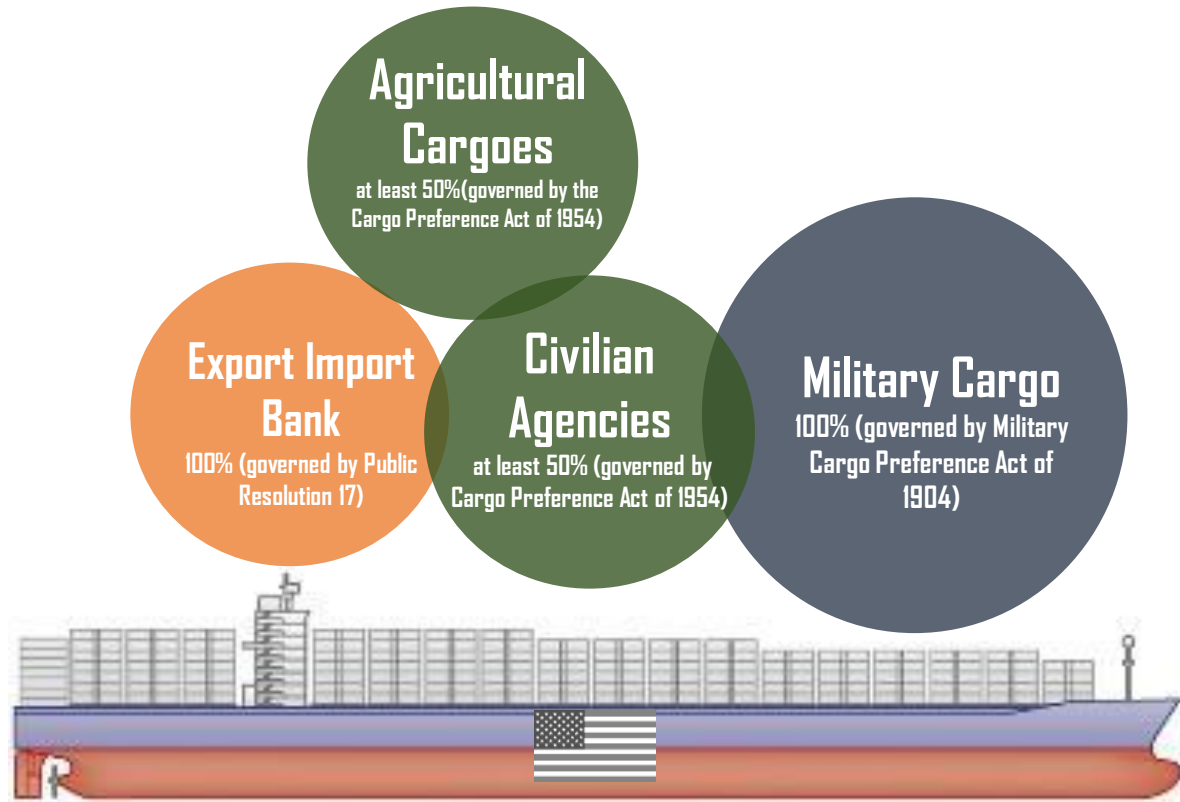 Agricultural
Cargoes
at least 50%(governed by the
Cargo Preference Act of 1954)
Export Import
Bank
100% (governed by Public
Resolution 17)
Civilian
Agencies
at least 50% (governed by
Cargo Preference Act of 1954)
Military Cargo
100% (governed by Military
Cargo Preference Act of
1904)